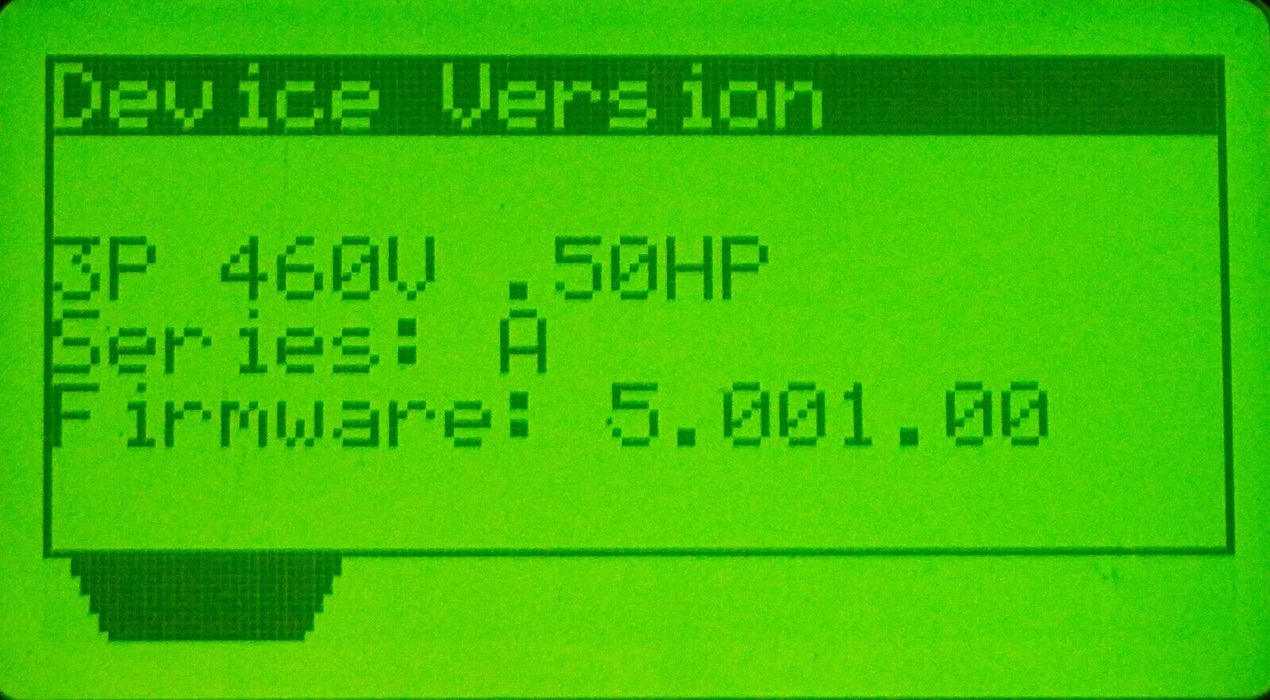 Device Version
3P 460V .50HP
Series: A
Firmware: 5.001.00